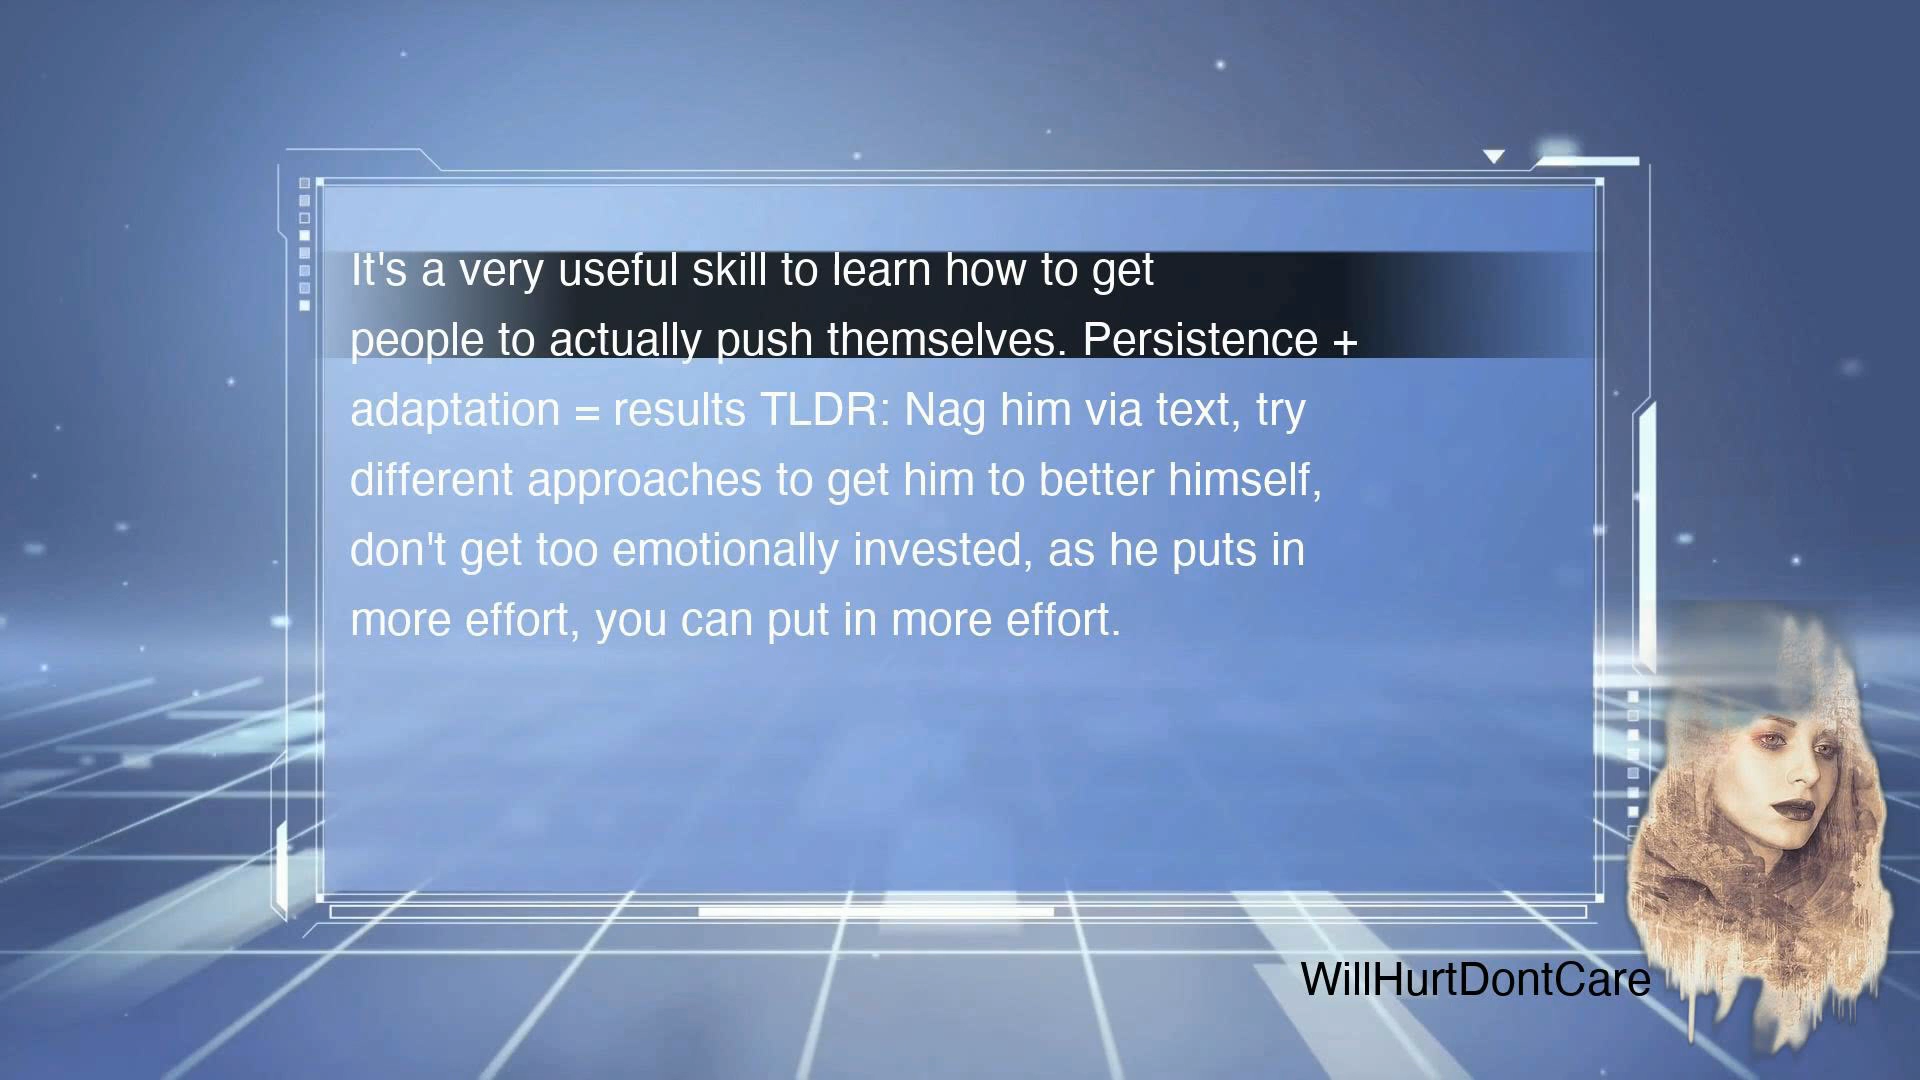 It's a very useful skill to learn how to get
people to actually push themselves. Persistence +
adaptation = results TLDR: Nag him via text, try
different approaches to get him to better himself,
don't get too emotionally invested, as he puts in
more effort, you can put in more effort.
WillHurtDontCare